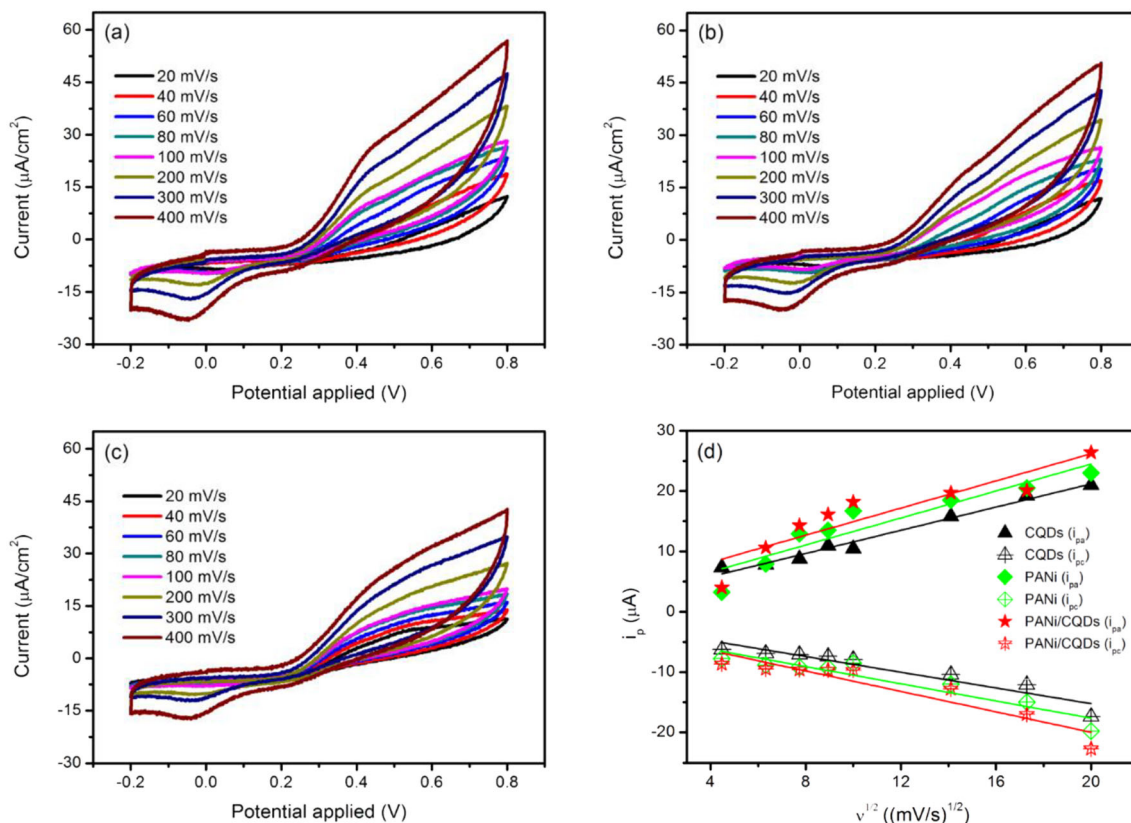 (a)
60
45
30
15
0
-15
-30
Current (μA/cm²)
20 mV/s
40 mV/s
60 mV/s
80 mV/s
100 mV/s
200 mV/s
300 mV/s
400 mV/s
-0.2 0.0 0.2 0.4 0.6 0.8
Potential applied (V)
(b)
60
45
30
15
0
-15
-30
Current (μA/cm²)
20 mV/s
40 mV/s
60 mV/s
80 mV/s
100 mV/s
200 mV/s
300 mV/s
400 mV/s
-0.2 0.0 0.2 0.4 0.6 0.8
Potential applied (V)
(c)
60
45
30
15
0
-15
-30
Current (μA/cm²)
20 mV/s
40 mV/s
60 mV/s
80 mV/s
100 mV/s
200 mV/s
300 mV/s
400 mV/s
-0.2 0.0 0.2 0.4 0.6 0.8
Potential applied (V)
(d)
30
20
10
0
-10
-20
iₚ (μA)
CQDs (iₚₐ)
CQDs (i_pc)
PANi (iₚₐ)
PANi (i_pc)
PANi/CQDs (iₚₐ)
PANi/CQDs (i_pc)
4 8 12 16 20
ν^1/2 ((mV/s)^1/2)